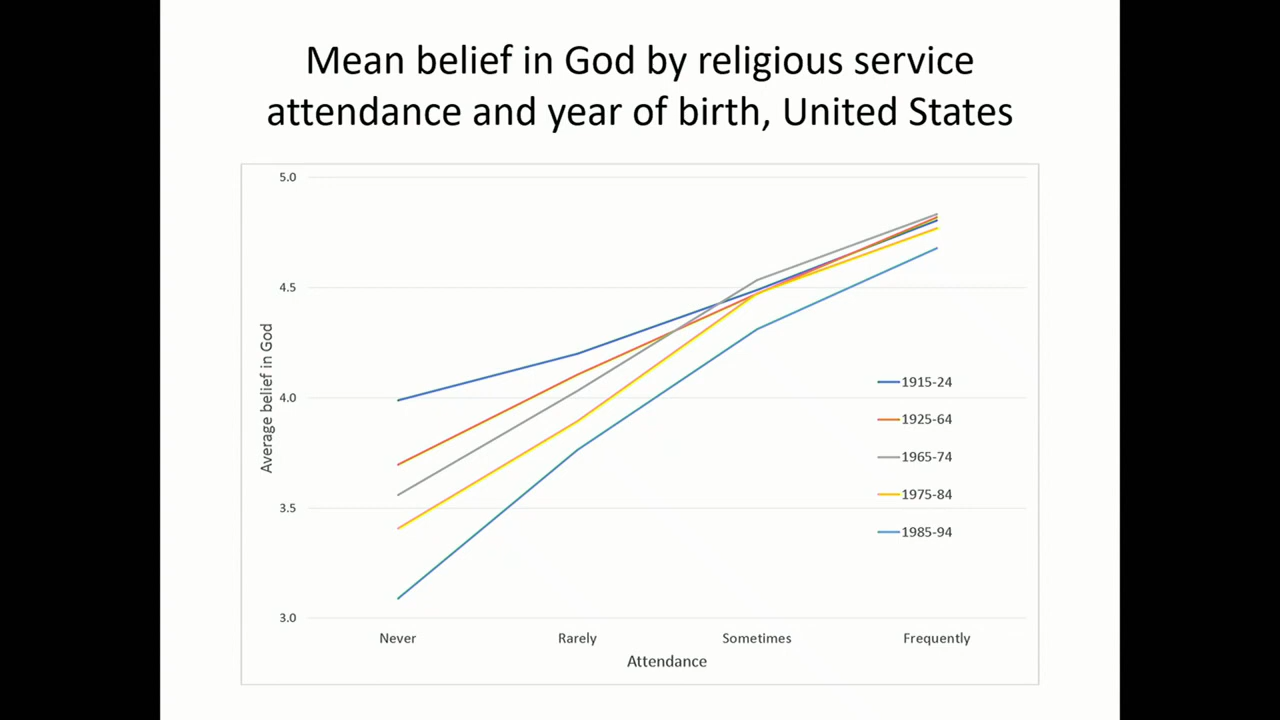 Mean belief in God by religious service
attendance and year of birth, United States
5.0
4.5
4.0
3.5
3.0
Average belief in God
Never
Rarely
Sometimes
Frequently
Attendance
1915-24
1925-64
1965-74
1975-84
1985-94